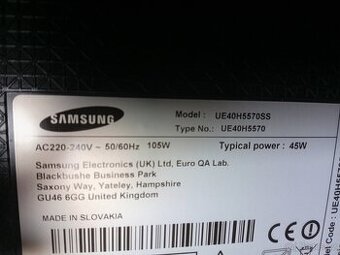 SAMSUNG
Model : UE40H5570SS
Type No.: UE40H5570
AC220-240V ~ 50/60Hz 105W
Typical power : 45W
Samsung Electronics (UK) Ltd, Euro QA Lab.
Blackbushe Business Park
Saxony Way, Yateley, Hampshire
GU46 6GG United Kingdom
MADE IN SLOVAKIA
CE